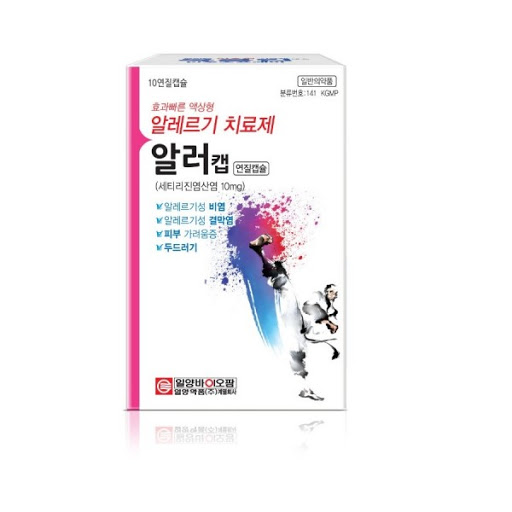 10연질캡슐
일반의약품
분류번호:141 KGMP
효과빠른 액상형
알레르기 치료제
알러캡 연질캡슐
(세티리진염산염 10mg)
알레르기성 비염
알레르기성 결막염
피부 가려움증
두드러기
일양바이오팜
일양약품(주)계열회사